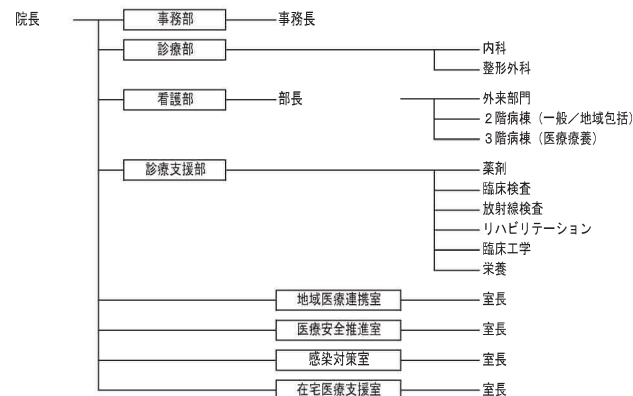 院長 事務部 事務長
診療部 内科
整形外科
看護部 部長 外来部門
2階病棟（一般／地域包括）
3階病棟（医療療養）
診療支援部 薬剤
臨床検査
放射線検査
リハビリテーション
臨床工学
栄養
地域医療連携室 室長
医療安全推進室 室長
感染対策室 室長
在宅医療支援室 室長